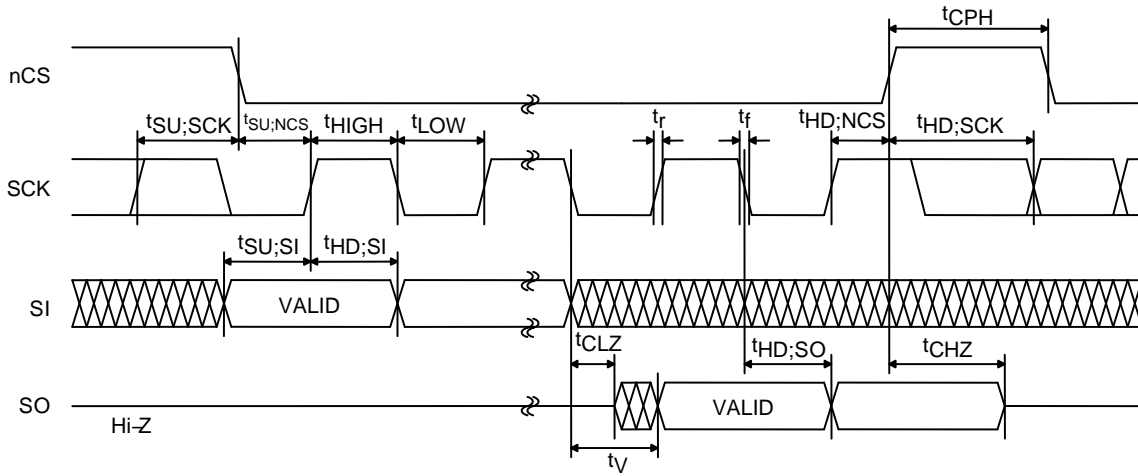 tCPH
nCS
tSU;SCK tSU;NCS tHIGH tLOW tr tf tHD;NCS tHD;SCK
SCK
tSU;SI tHD;SI
SI VALID
tCLZ tHD;SO tCHZ
SO VALID
Hi–Z
tV